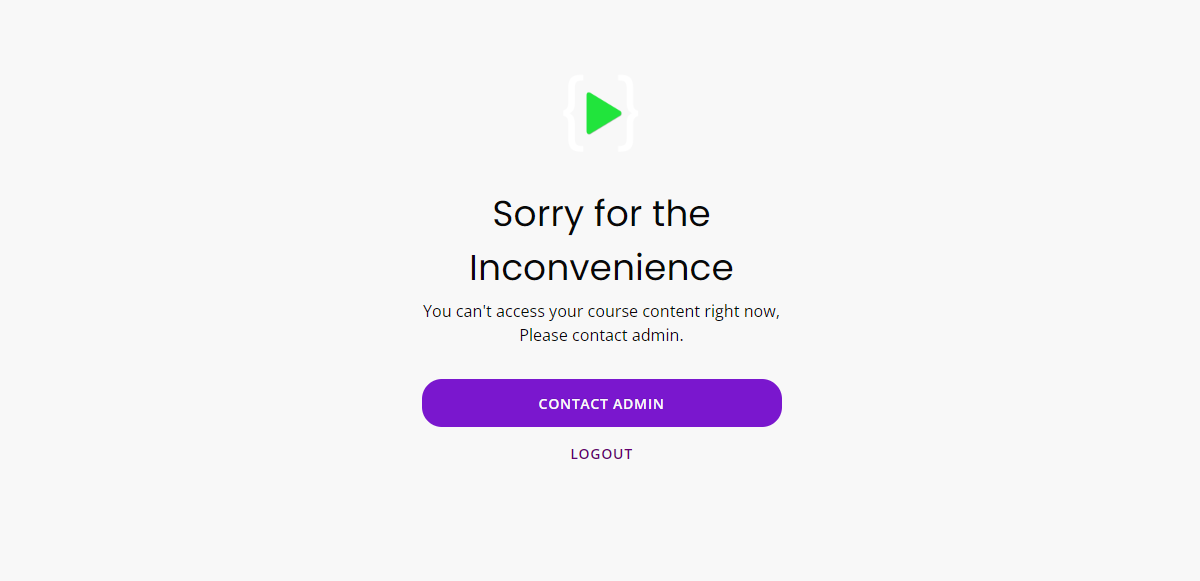 Sorry for the
Inconvenience
You can't access your course content right now,
Please contact admin.
CONTACT ADMIN
LOGOUT